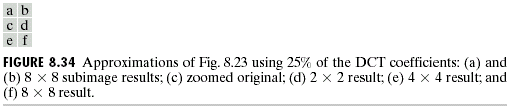 a b
c d
e f
FIGURE 8.34 Approximations of Fig. 8.23 using 25% of the DCT coefficients: (a) and
(b) 8 × 8 subimage results; (c) zoomed original; (d) 2 × 2 result; (e) 4 × 4 result; and
(f) 8 × 8 result.